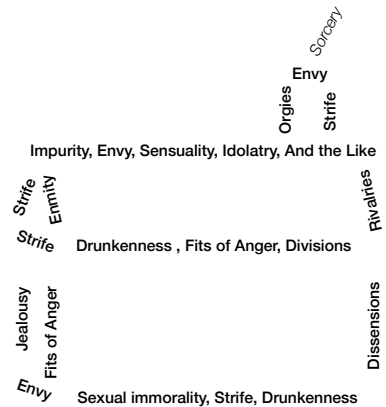 Sorcery
Envy
Orgies
Strife
Impurity, Envy, Sensuality, Idolatry, And the Like
Strife
Enmity
Rivalries
Strife
Drunkenness , Fits of Anger, Divisions
Jealousy
Fits of Anger
Dissensions
Envy
Sexual immorality, Strife, Drunkenness